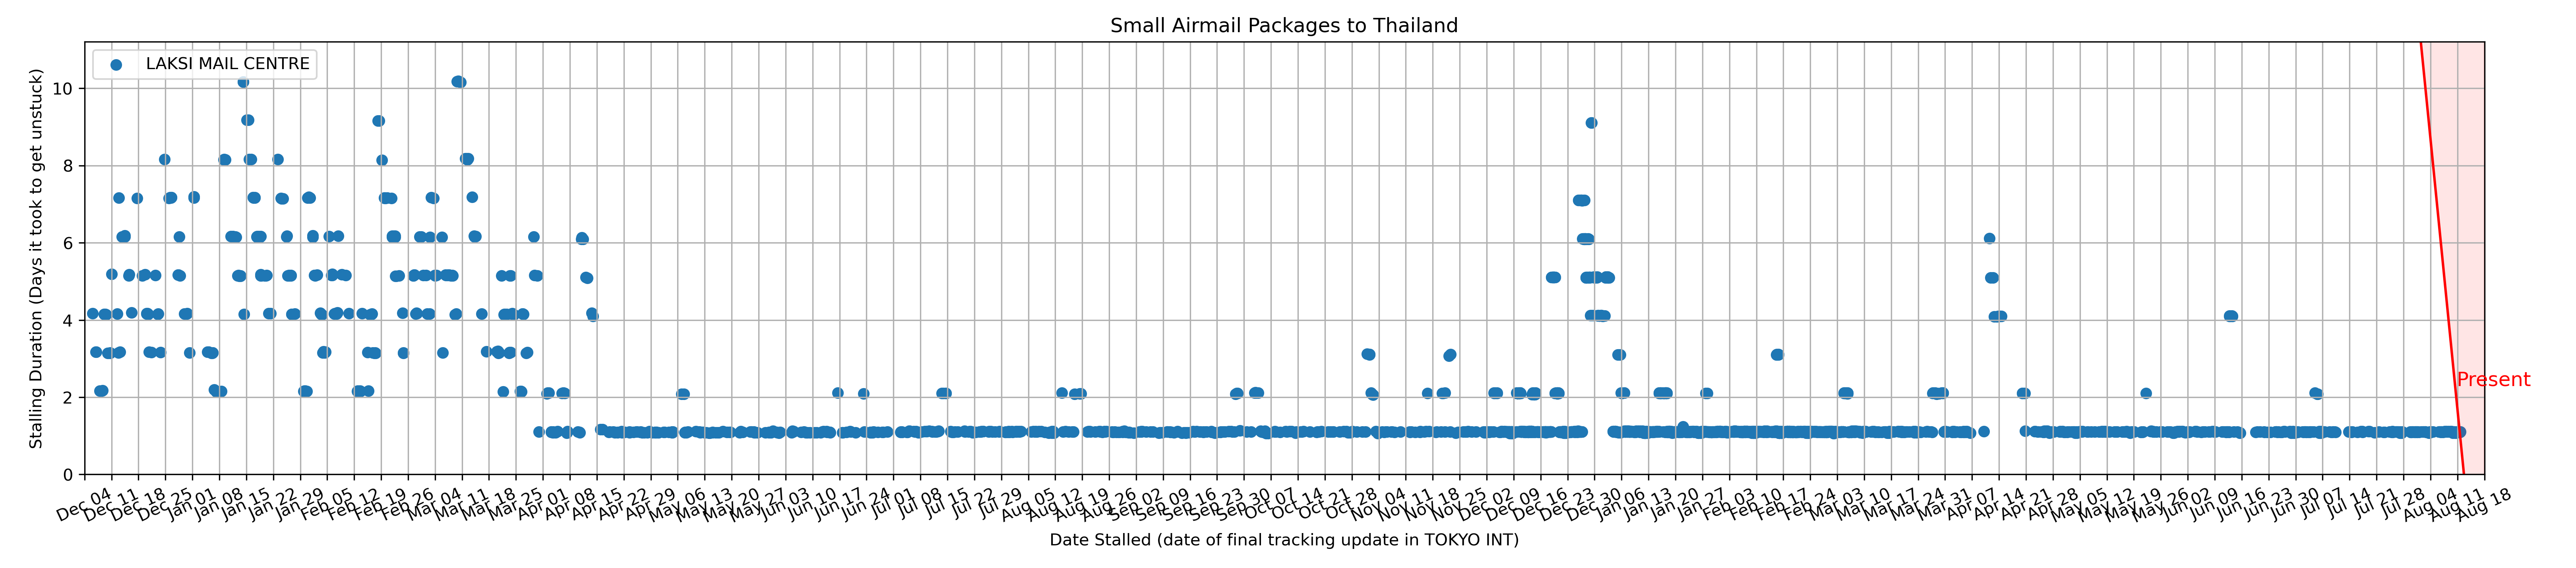 Small Airmail Packages to Thailand
LAKSI MAIL CENTRE
Stalling Duration (Days it took to get unstuck)
10
8
6
4
2
0
Present
Dec 04
Dec 11
Dec 18
Dec 25
Jan 01
Jan 08
Jan 15
Jan 22
Jan 29
Feb 05
Feb 12
Feb 19
Feb 26
Mar 04
Mar 11
Mar 18
Mar 25
Apr 01
Apr 08
Apr 15
Apr 22
Apr 29
May 06
May 13
May 20
May 27
Jun 03
Jun 10
Jun 17
Jun 24
Jul 01
Jul 08
Jul 15
Jul 22
Jul 29
Aug 05
Aug 12
Aug 19
Aug 26
Sep 02
Sep 09
Sep 16
Sep 23
Sep 30
Oct 07
Oct 14
Oct 21
Oct 28
Nov 04
Nov 11
Nov 18
Nov 25
Dec 02
Dec 09
Dec 16
Dec 23
Dec 30
Jan 06
Jan 13
Jan 20
Jan 27
Feb 03
Feb 10
Feb 17
Feb 24
Mar 03
Mar 10
Mar 17
Mar 24
Mar 31
Apr 07
Apr 14
Apr 21
Apr 28
May 05
May 12
May 19
May 26
Jun 02
Jun 09
Jun 16
Jun 23
Jun 30
Jul 07
Jul 14
Jul 21
Jul 28
Aug 04
Aug 11
Aug 18
Date Stalled (date of final tracking update in TOKYO INT)